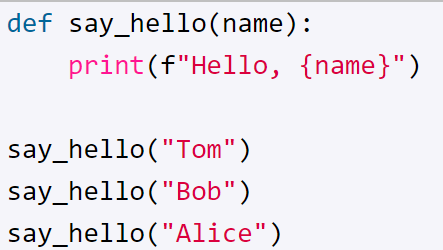 def say_hello(name):
    print(f"Hello, {name}")

say_hello("Tom")
say_hello("Bob")
say_hello("Alice")